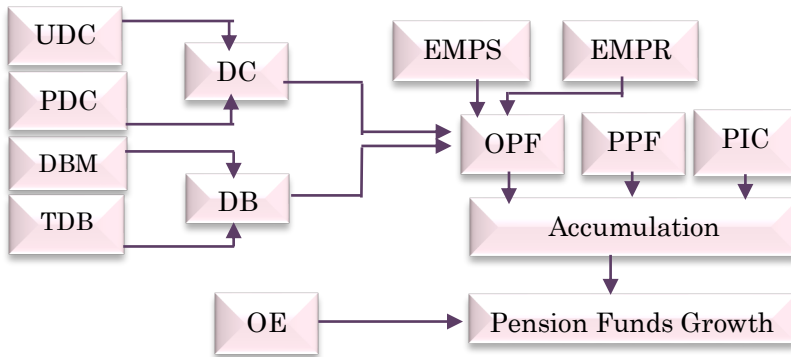 UDC
PDC
DBM
TDB
DC
DB
EMPS
EMPR
OPF
PPF
PIC
Accumulation
OE
Pension Funds Growth